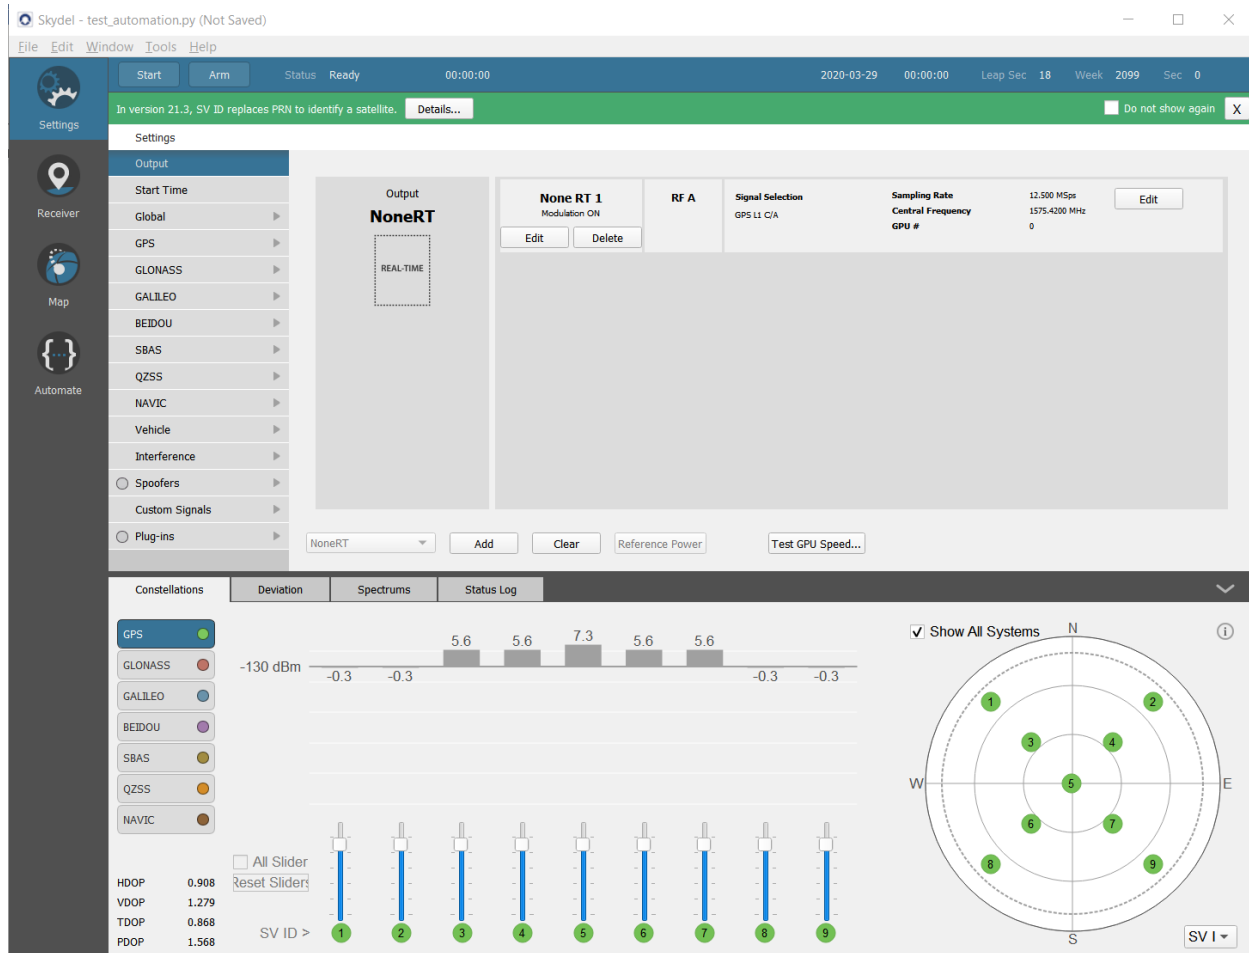 Skydel - test_automation.py (Not Saved)
File Edit Window Tools Help
Start Arm Status Ready 00:00:00 2020-03-29 00:00:00 Leap Sec 18 Week 2099 Sec 0
In version 21.3, SV ID replaces PRN to identify a satellite. Details... Do not show again X
Settings
Receiver
Map
Automate
Settings
Output
Start Time
Global
GPS
GLONASS
GALILEO
BEIDOU
SBAS
QZSS
NAVIC
Vehicle
Interference
Spoofers
Custom Signals
Plug-ins
Output
NoneRT
REAL-TIME
None RT 1
Modulation ON
Edit Delete
RF A
Signal Selection
GPS L1 C/A
Sampling Rate 12.500 MSps
Central Frequency 1575.4200 MHz
GPU # 0
Edit
NoneRT Add Clear Reference Power Test GPU Speed...
Constellations Deviation Spectrums Status Log
GPS
GLONASS
GALILEO
BEIDOU
SBAS
QZSS
NAVIC
HDOP 0.908
VDOP 1.279
TDOP 0.868
PDOP 1.568
5.6 5.6 7.3 5.6 5.6
-130 dBm
-0.3 -0.3 -0.3 -0.3
All Slider
Reset Sliders
SV ID > 1 2 3 4 5 6 7 8 9
Show All Systems
N
1 2
3 4
W 5 E
6 7
8 9
S
SV I